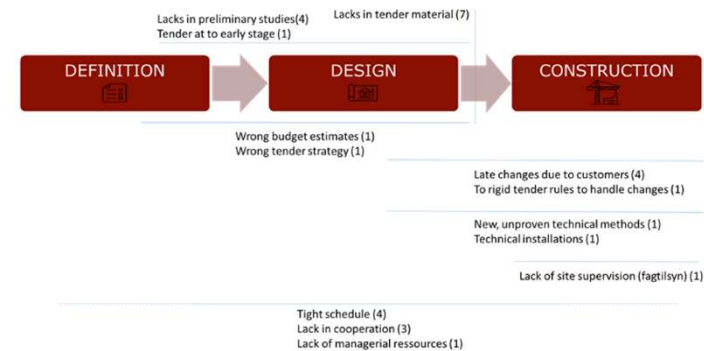 Lacks in preliminary studies(4)
Tender at to early stage (1)
Lacks in tender material (7)
DEFINITION
DESIGN
CONSTRUCTION
Wrong budget estimates (1)
Wrong tender strategy (1)
Late changes due to customers (4)
To rigid tender rules to handle changes (1)
New, unproven technical methods (1)
Technical installations (1)
Lack of site supervision (fagtilsyn) (1)
Tight schedule (4)
Lack in cooperation (3)
Lack of managerial ressources (1)